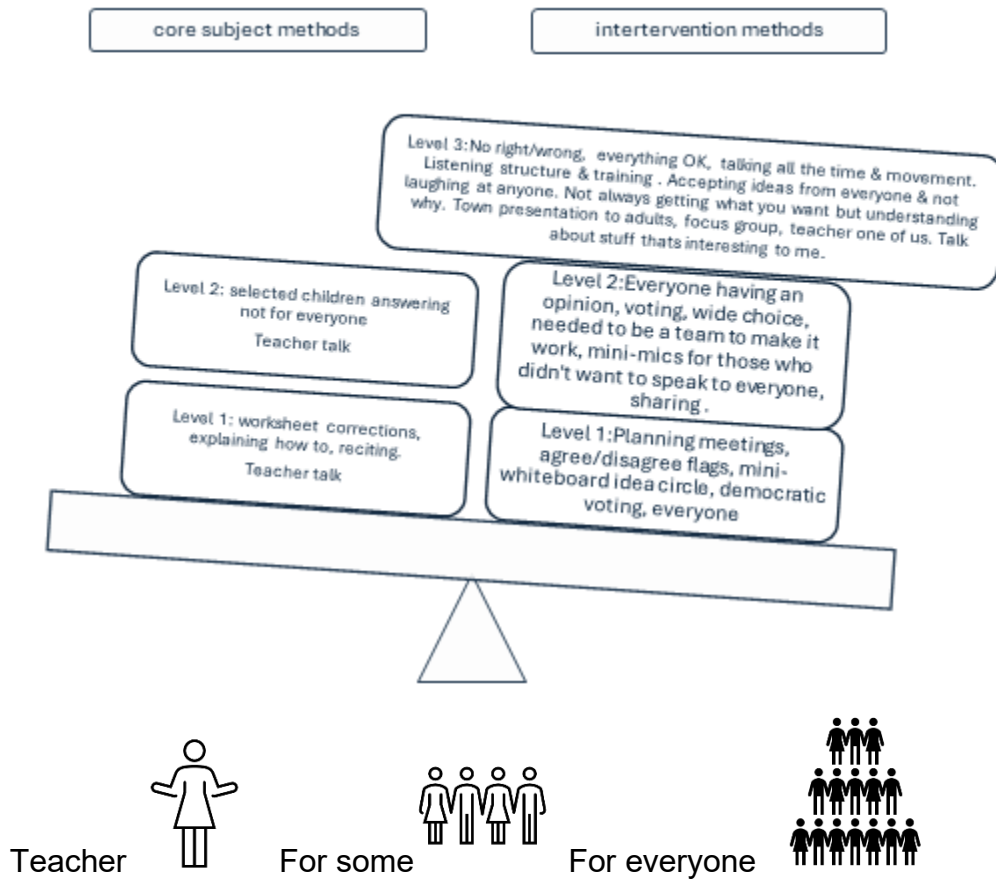 core subject methods
intertervention methods
Level 3:No right/wrong, everything OK, talking all the time & movement.
Listening structure & training . Accepting ideas from everyone & not
laughing at anyone. Not always getting what you want but understanding
why. Town presentation to adults, focus group, teacher one of us. Talk
about stuff thats interesting to me.
Level 2: selected children answering
not for everyone
Teacher talk
Level 2:Everyone having an
opinion, voting, wide choice,
needed to be a team to make it
work, mini-mics for those who
didn't want to speak to everyone,
sharing .
Level 1: worksheet corrections,
explaining how to, reciting.
Teacher talk
Level 1:Planning meetings,
agree/disagree flags, mini-
whiteboard idea circle, democratic
voting, everyone
Teacher
For some
For everyone